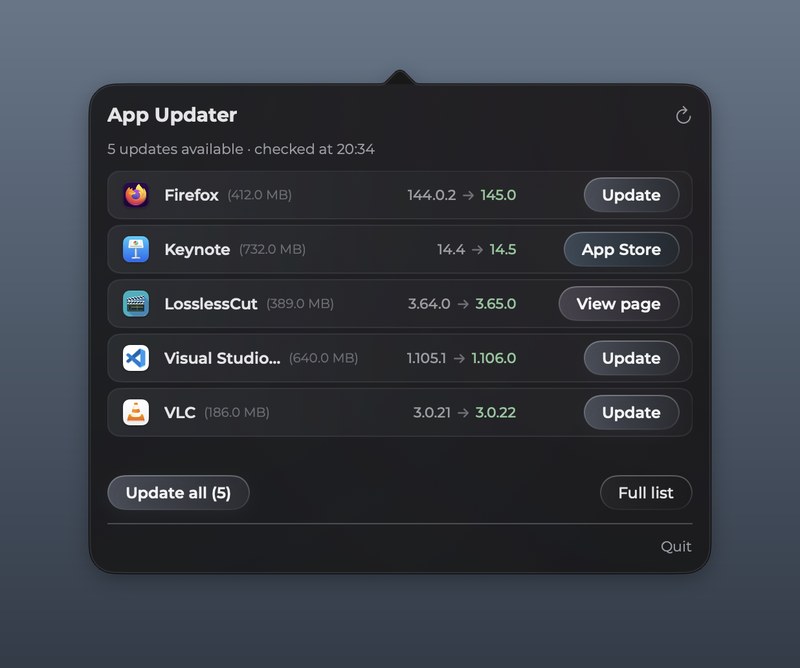 App Updater
5 updates available · checked at 20:34
Firefox (412.0 MB) 144.0.2 → 145.0 Update
Keynote (732.0 MB) 14.4 → 14.5 App Store
LosslessCut (389.0 MB) 3.64.0 → 3.65.0 View page
Visual Studio... (640.0 MB) 1.105.1 → 1.106.0 Update
VLC (186.0 MB) 3.0.21 → 3.0.22 Update
Update all (5) Full list
Quit